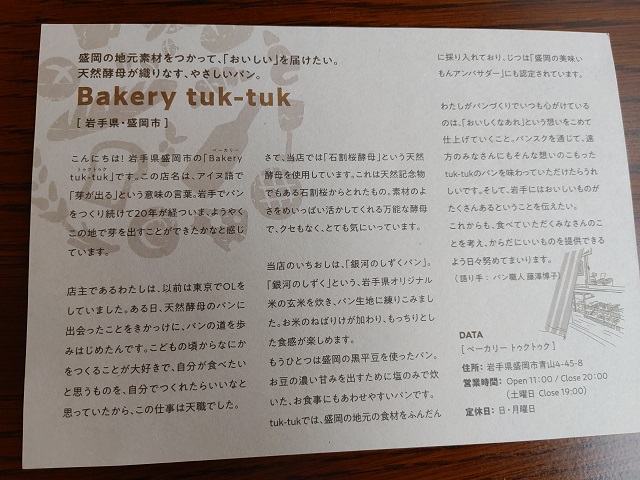 盛岡の地元素材をつかって、「おいしい」を届けたい。
天然酵母が織りなす、やさしいパン。
Bakery tuk-tuk
[ 岩手県・盛岡市 ]
ベーカリー
こんにちは! 岩手県盛岡市の「Bakery
トゥクトゥク
tuk-tuk」です。この店名は、アイヌ語で
「芽が出る」という意味の言葉。岩手でパン
をつくり続けて20年が経ついま、ようやく
この地で芽を出すことができたかなと感じ
ています。
店主であるわたしは、以前は東京でOLを
していました。ある日、天然酵母のパンに
出会ったことをきっかけに、パンの道を歩
みはじめたんです。こどもの頃からなにか
をつくることが大好きで、自分が食べたい
と思うものを、自分でつくれたらいいなと
思っていたから、この仕事は天職でした。
さて、当店では「石割桜酵母」という天然
酵母を使用しています。これは天然記念物
でもある石割桜からとれたもの。素材のよ
さをめいっぱい活かしてくれる万能な酵母
で、クセもなく、とても気にいっています。
当店のいちおしは、「銀河のしずくパン」。
「銀河のしずく」という、岩手県オリジナル
米の玄米を炊き、パン生地に練りこみまし
た。お米のねばりけが加わり、もっちりとし
た食感が楽しめます。
もうひとつは盛岡の黒平豆を使ったパン。
お豆の濃い甘みを出すために塩のみで炊
いた、お食事にもあわせやすいパンです。
tuk-tukでは、盛岡の地元の食材をふんだん
に採り入れており、じつは「盛岡の美味い
もんアンバサダー」にも認定されています。
わたしがパンづくりでいつも心がけている
のは、「おいしくなあれ」という想いをこめて
仕上げていくこと。パンスクを通じて、遠
方のみなさんにもそんな想いのこもった
tuk-tukのパンを味わっていただけたらうれ
しいです。そして、岩手にはおいしいものが
たくさんあるということを伝えたい。
これからも、食べていただくみなさんのこ
とを考え、からだにいいものを提供できる
よう日々努めてまいります。
(語り手:パン職人 藤澤博子)
DATA
[ ベーカリー トゥクトゥク ]
住所: 岩手県盛岡市青山4-45-8
営業時間: Open 11:00 / Close 20:00
(土曜日 Close 19:00)
定休日: 日・月曜日